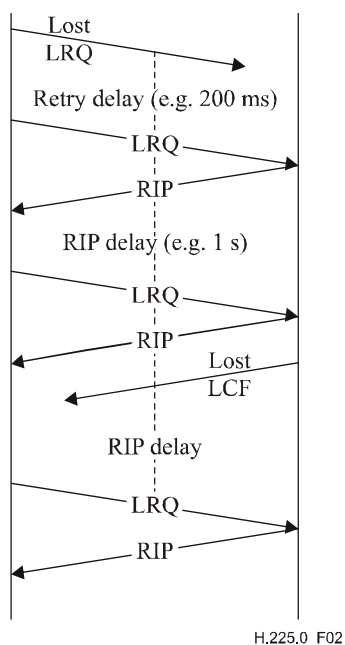 Lost
LRQ
Retry delay (e.g. 200 ms)
LRQ
RIP
RIP delay (e.g. 1 s)
LRQ
RIP
Lost
LCF
RIP delay
LRQ
RIP
H.225.0 F02